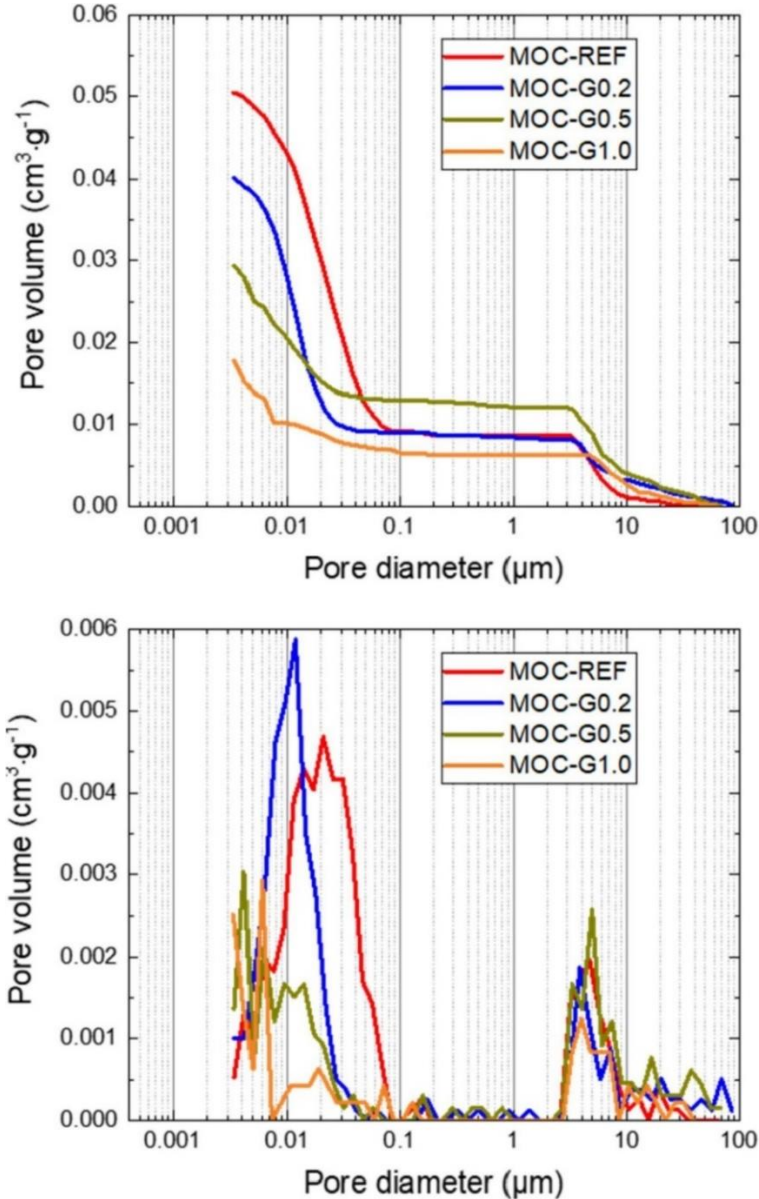 0.06
0.05
0.04
0.03
0.02
0.01
0.00
Pore volume (cm³·g⁻¹)
MOC-REF
MOC-G0.2
MOC-G0.5
MOC-G1.0
0.001 0.01 0.1 1 10 100
Pore diameter (µm)
0.006
0.005
0.004
0.003
0.002
0.001
0.000
Pore volume (cm³·g⁻¹)
MOC-REF
MOC-G0.2
MOC-G0.5
MOC-G1.0
0.001 0.01 0.1 1 10 100
Pore diameter (µm)